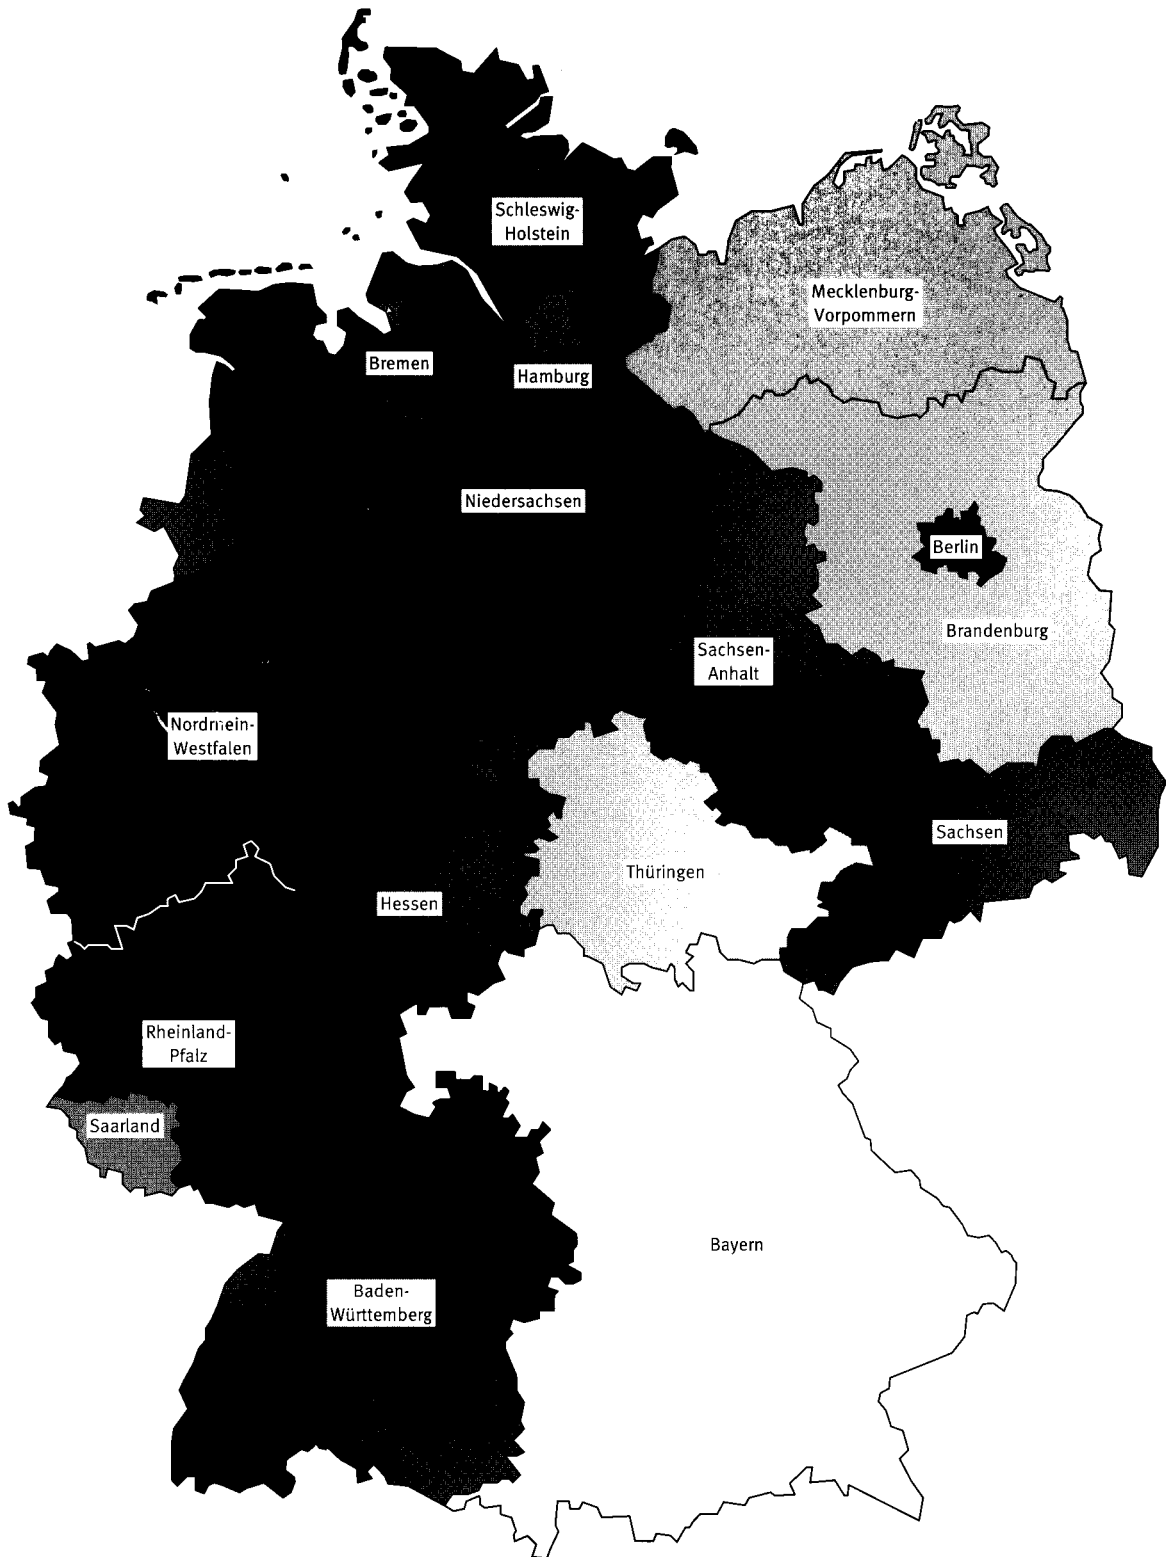 Schleswig-
Holstein
Mecklenburg-
Vorpommern
Bremen
Hamburg
Niedersachsen
Berlin
Brandenburg
Sachsen-
Anhalt
Nordrhein-
Westfalen
Sachsen
Thüringen
Hessen
Rheinland-
Pfalz
Saarland
Bayern
Baden-
Württemberg